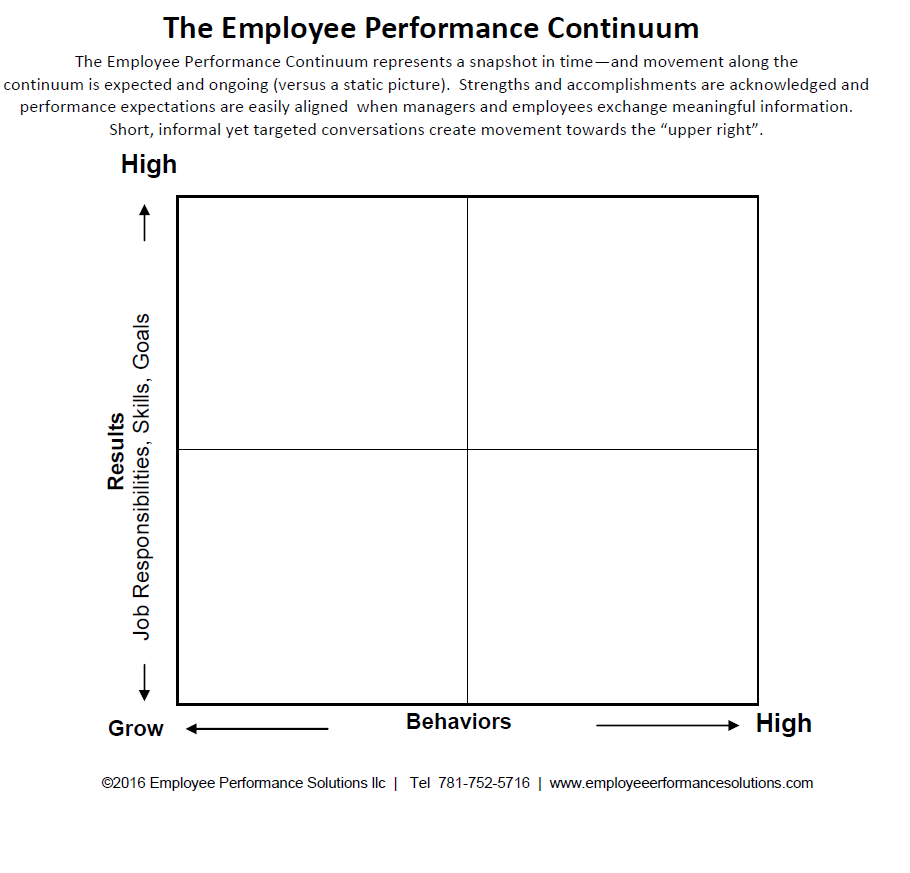 The Employee Performance Continuum
The Employee Performance Continuum represents a snapshot in time—and movement along the
continuum is expected and ongoing (versus a static picture).  Strengths and accomplishments are acknowledged and
performance expectations are easily aligned  when managers and employees exchange meaningful information.
Short, informal yet targeted conversations create movement towards the “upper right”.
High
Results
Job Responsibilities, Skills, Goals
Grow
Behaviors
High
©2016 Employee Performance Solutions llc  |   Tel  781-752-5716  |  www.employeeerformancesolutions.com